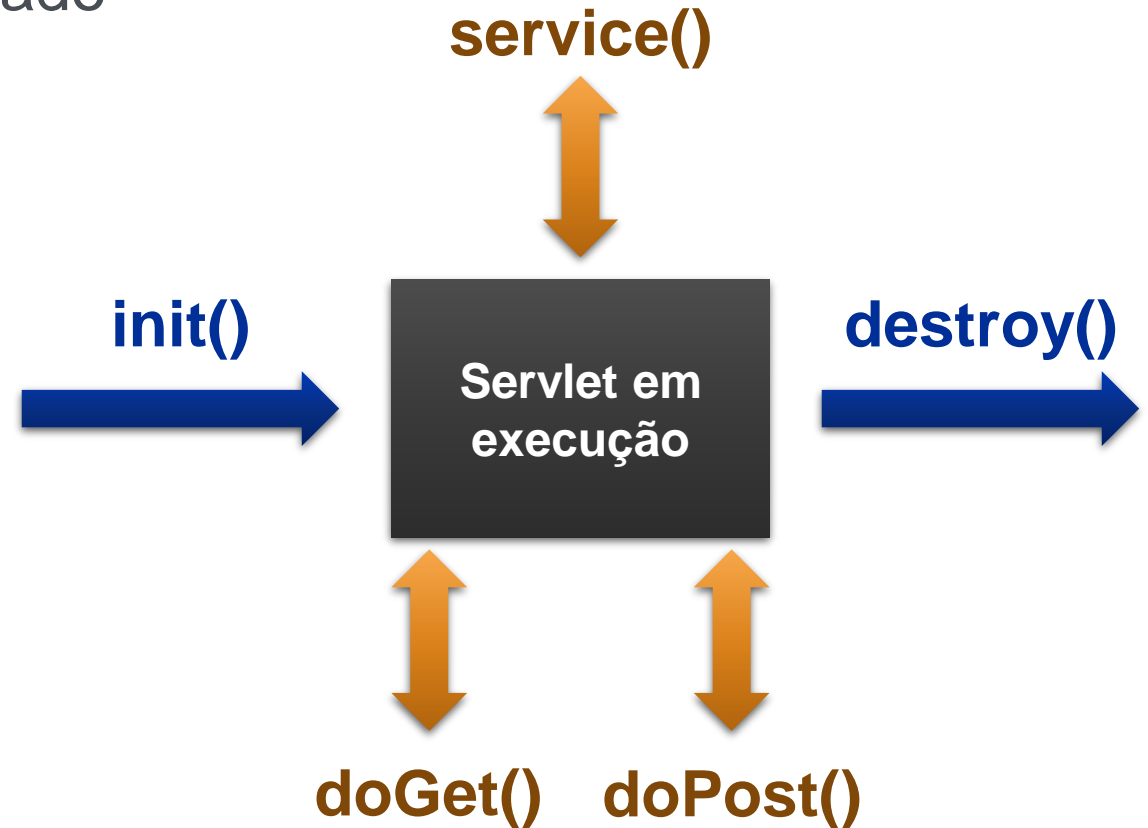 service()
init()
destroy()
Servlet em
execução
doGet()
doPost()